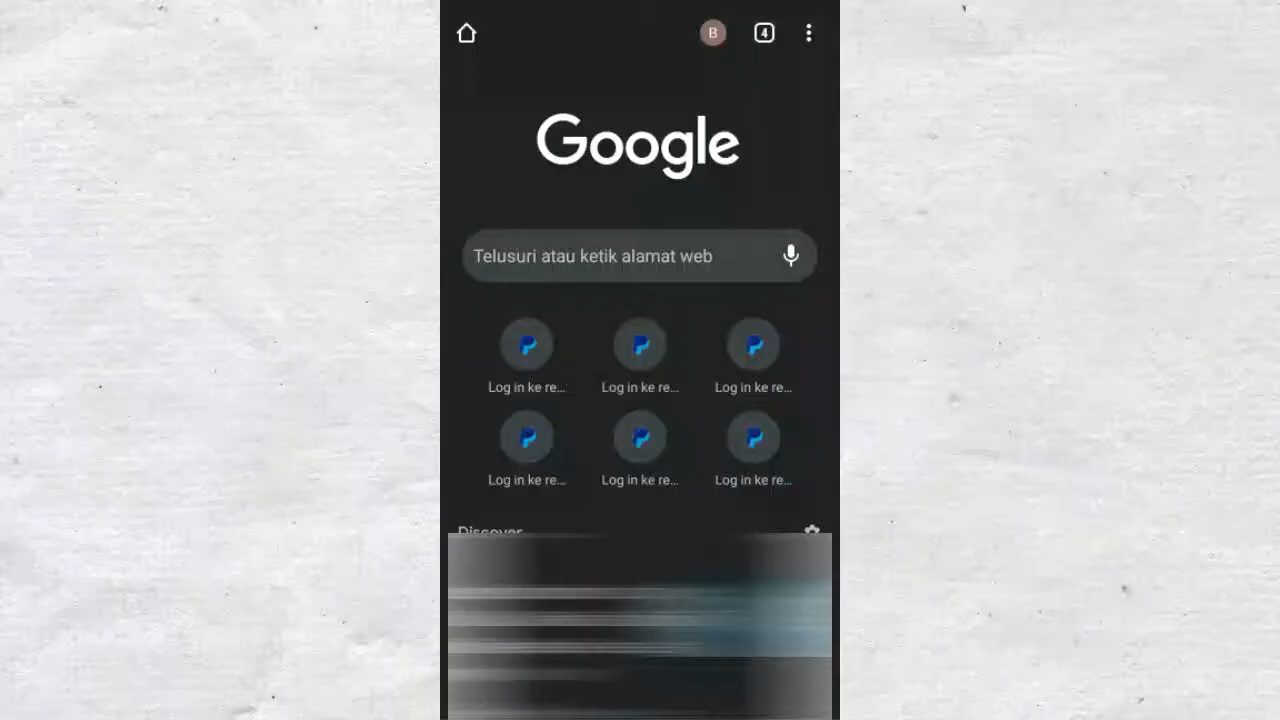 B 4
Google
Telusuri atau ketik alamat web
Log in ke re... Log in ke re... Log in ke re...
Log in ke re... Log in ke re... Log in ke re...
Discover